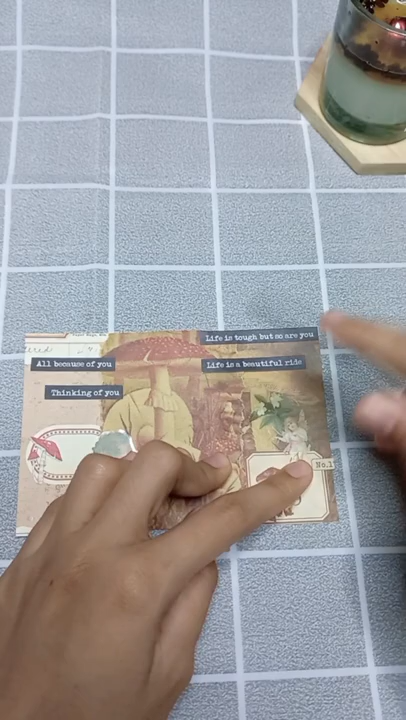 Life is tough but so are you
All because of you
Life is a beautiful ride
Thinking of you
No.1